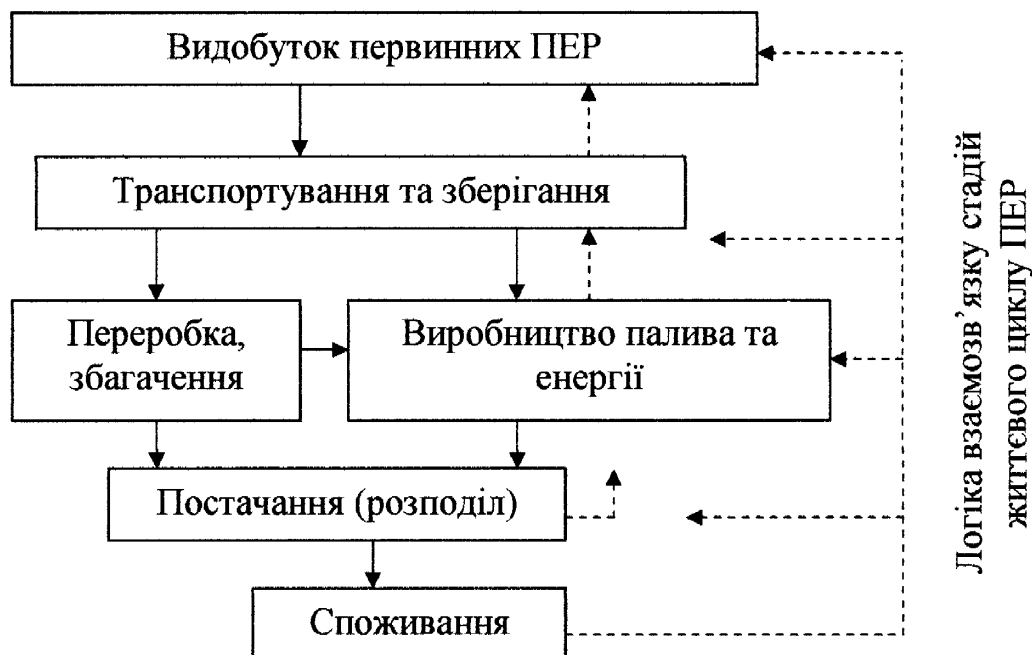 Видобуток первинних ПЕР
Транспортування та зберігання
Переробка,
збагачення
Виробництво палива та
енергії
Постачання (розподіл)
Споживання
Логіка взаємозв’язку стадій
життєвого циклу ПЕР